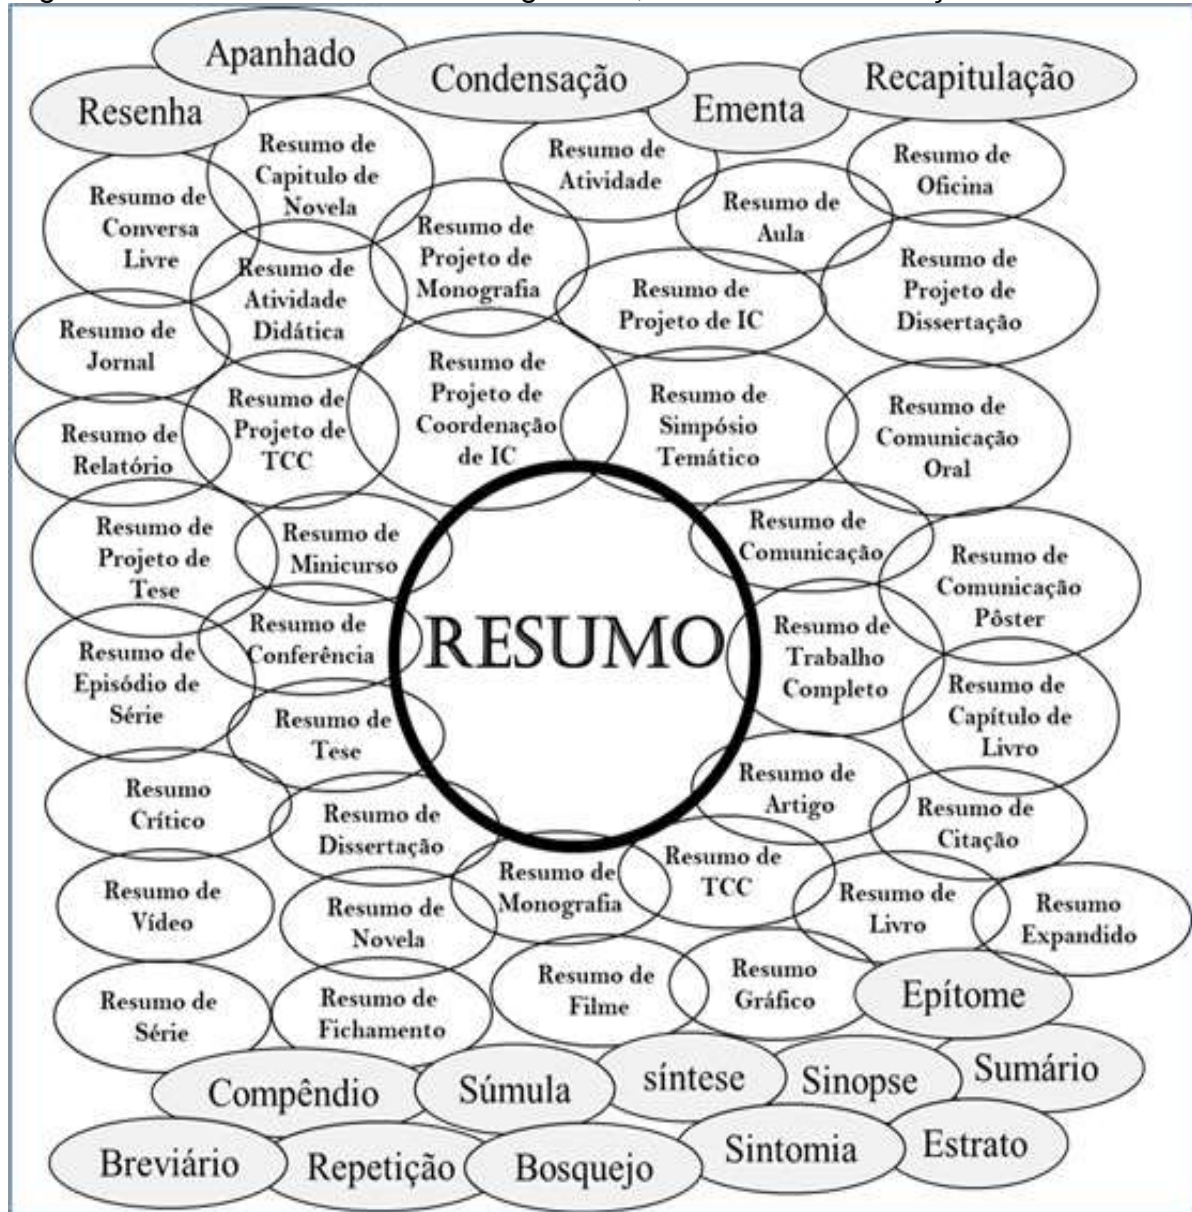 Apanhado
Condensação
Recapitulação
Resenha
Ementa
Resumo de
Capitulo de
Novela
Resumo de
Atividade
Resumo de
Oficina
Resumo de
Conversa
Livre
Resumo de
Projeto de
Monografia
Resumo de
Aula
Resumo de
Atividade
Didática
Resumo de
Projeto de IC
Resumo de
Projeto de
Dissertação
Resumo de
Jornal
Resumo de
Projeto de
TCC
Resumo de
Projeto de
Coordenação
de IC
Resumo de
Simpósio
Temático
Resumo de
Comunicação
Oral
Resumo de
Relatório
Resumo de
Projeto de
Tese
Resumo de
Minicurso
Resumo de
Comunicação
Resumo de
Comunicação
Pôster
Resumo de
Conferência
RESUMO
Resumo de
Trabalho
Completo
Resumo de
Episódio de
Série
Resumo de
Tese
Resumo de
Capítulo de
Livro
Resumo
Crítico
Resumo de
Dissertação
Resumo de
Artigo
Resumo de
Citação
Resumo de
Vídeo
Resumo de
Novela
Resumo de
Monografia
Resumo de
TCC
Resumo de
Livro
Resumo
Expandido
Resumo de
Série
Resumo de
Fichamento
Resumo de
Filme
Resumo
Gráfico
Epítome
Compêndio
Súmula
síntese
Sinopse
Sumário
Breviário
Repetição
Bosquejo
Sintomia
Estrato